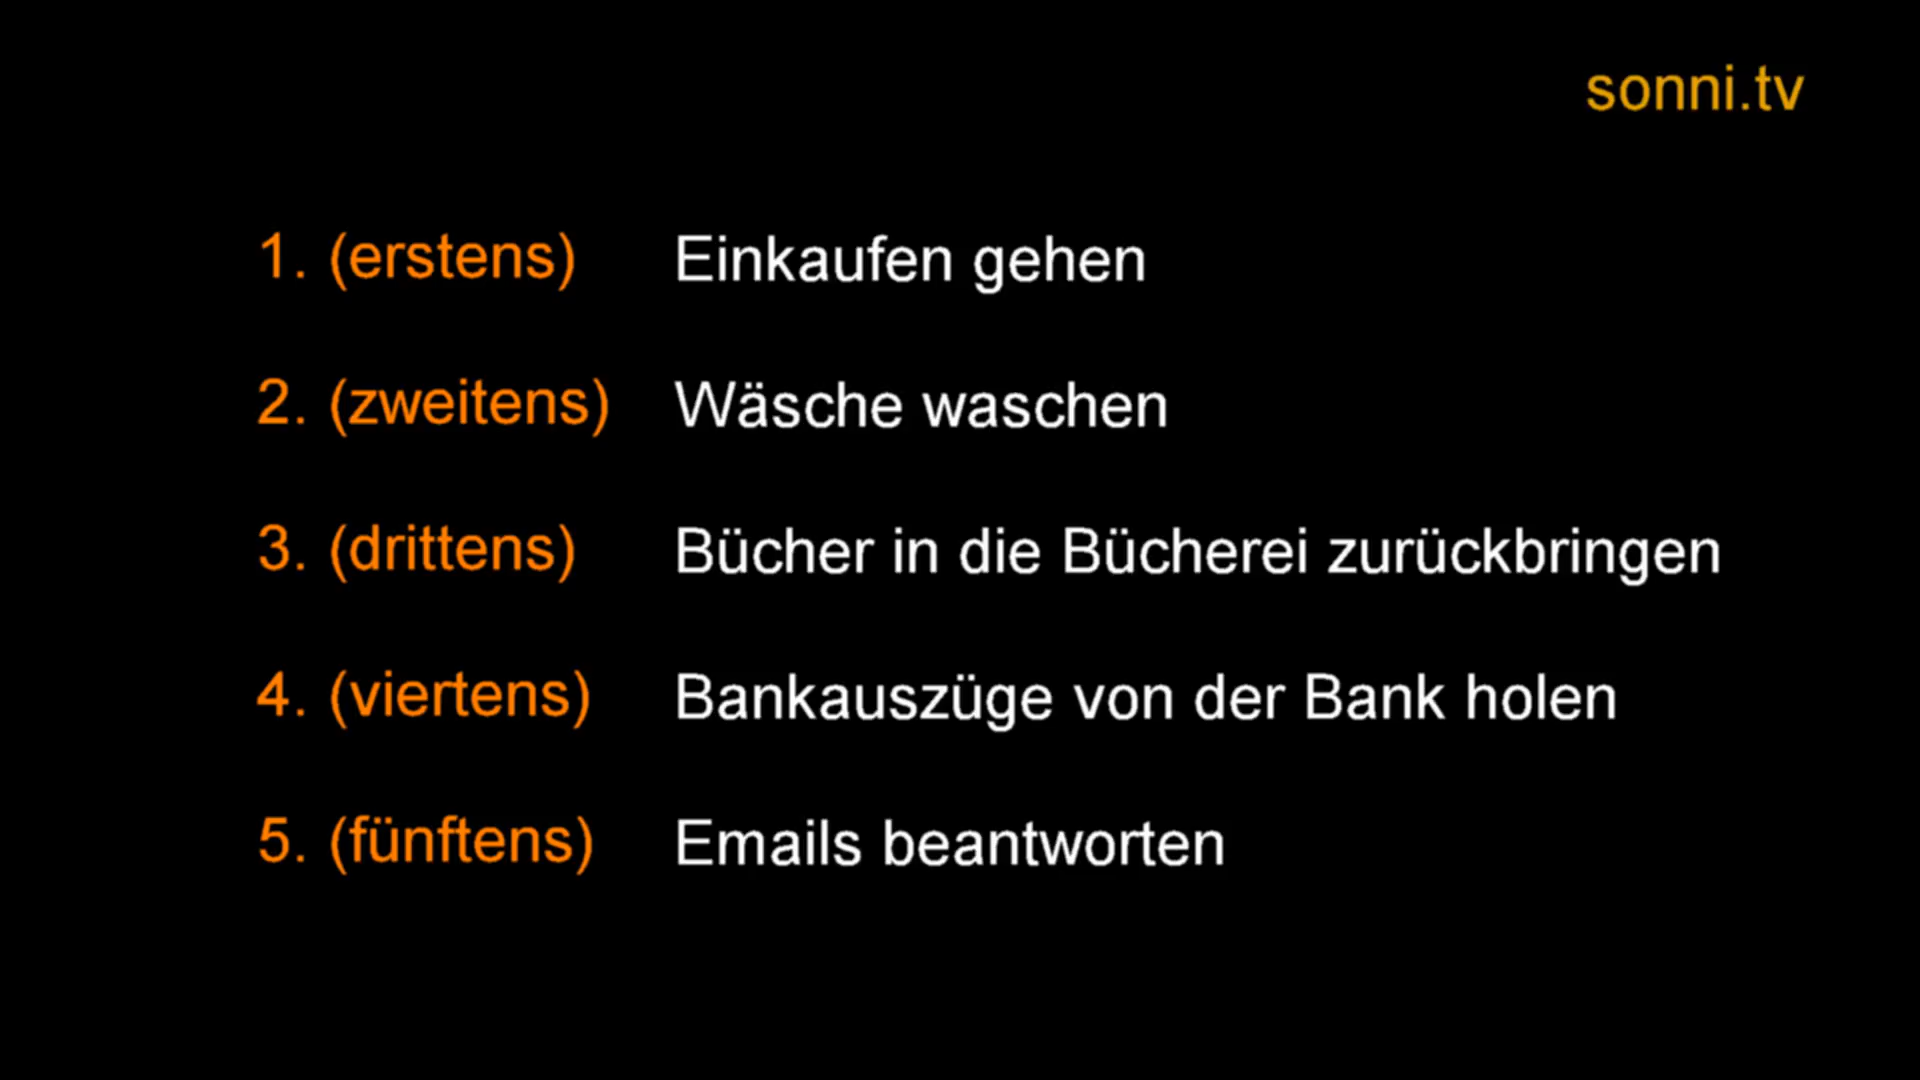 sonni.tv
1. (erstens) Einkaufen gehen
2. (zweitens) Wäsche waschen
3. (drittens) Bücher in die Bücherei zurückbringen
4. (viertens) Bankauszüge von der Bank holen
5. (fünftens) Emails beantworten